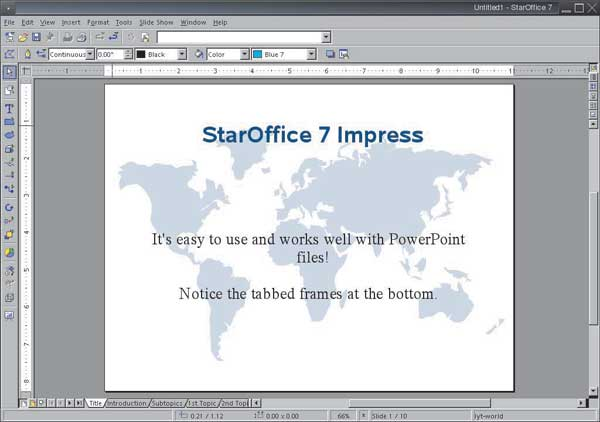 Untitled1 - StarOffice 7
File Edit View Insert Format Tools Slide Show Window Help
Continuous 0.00" Black Color Blue 7
StarOffice 7 Impress
It's easy to use and works well with PowerPoint
files!
Notice the tabbed frames at the bottom.
Title Introduction Subtopics 1st Topic 2nd Topi
0.21 / 1.12 0.00 x 0.00 66% * Slide 1 / 10 lyt-world